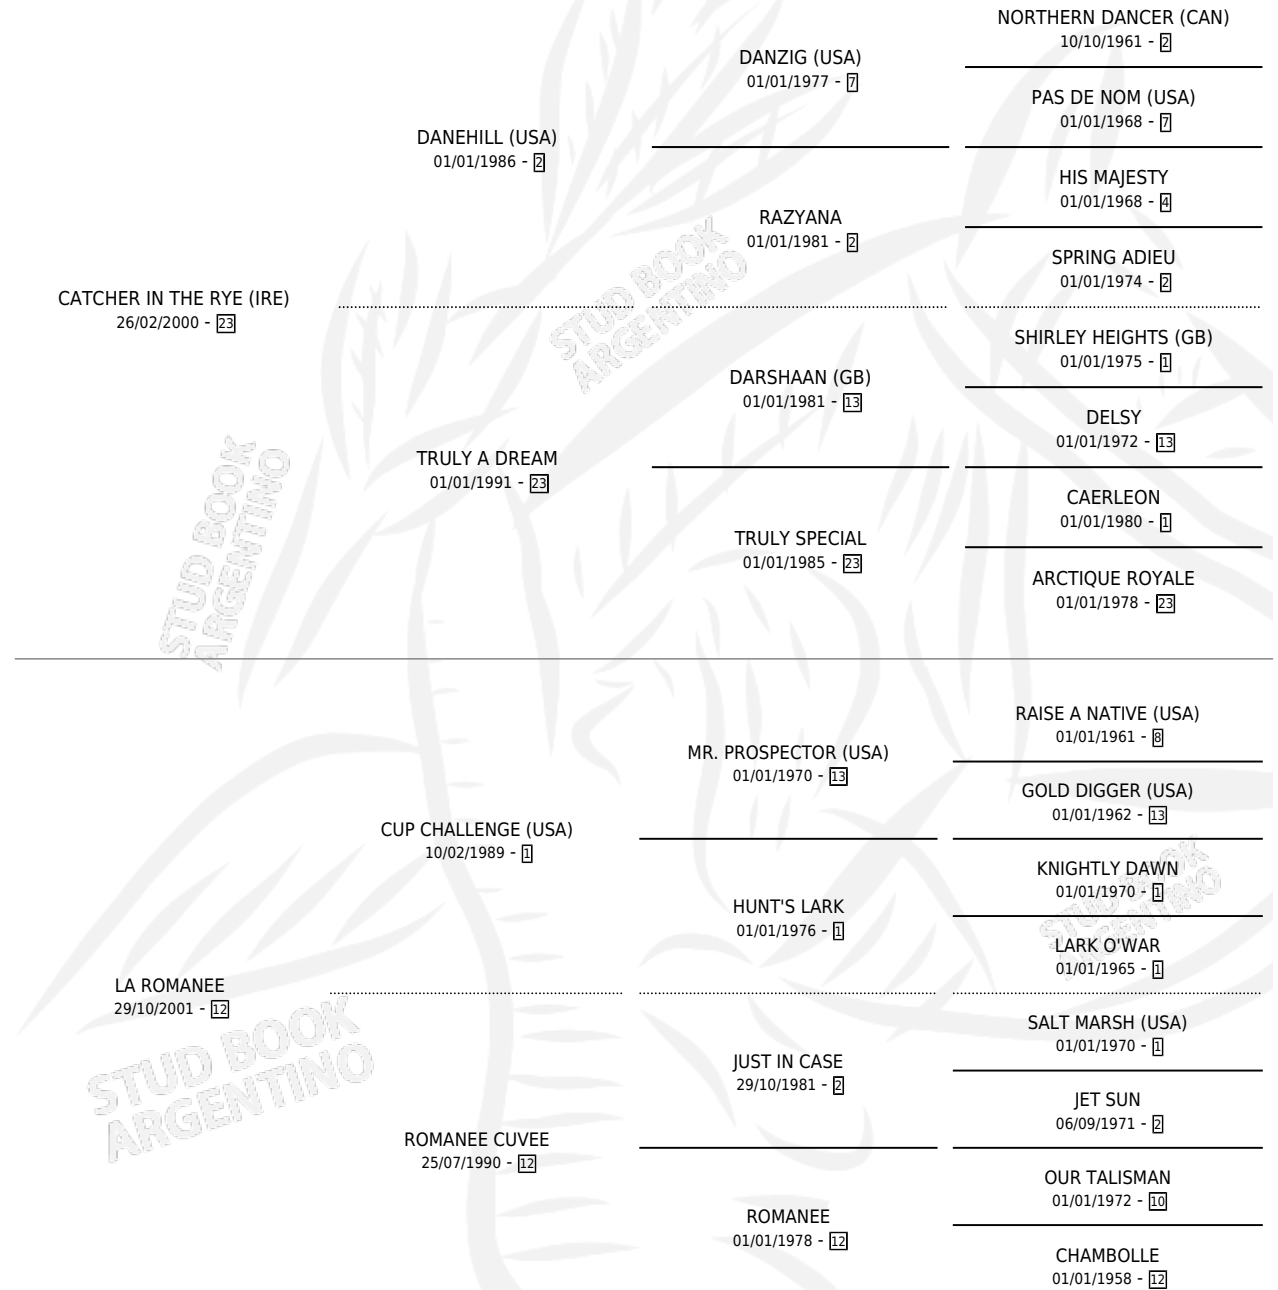 NORTHERN DANCER (CAN)
10/10/1961 - 2
DANZIG (USA)
01/01/1977 - 7
PAS DE NOM (USA)
01/01/1968 - 7
DANEHILL (USA)
01/01/1986 - 2
HIS MAJESTY
01/01/1968 - 4
RAZYANA
01/01/1981 - 2
SPRING ADIEU
01/01/1974 - 2
CATCHER IN THE RYE (IRE)
26/02/2000 - 23
STUD BOOK
ARGENTINO
SHIRLEY HEIGHTS (GB)
01/01/1975 - 1
DARSHAAN (GB)
01/01/1981 - 13
DELSY
01/01/1972 - 13
TRULY A DREAM
01/01/1991 - 23
CAERLEON
01/01/1980 - 1
TRULY SPECIAL
01/01/1985 - 23
ARCTIQUE ROYALE
01/01/1978 - 23
STUD BOOK
ARGENTINO
RAISE A NATIVE (USA)
01/01/1961 - 8
MR. PROSPECTOR (USA)
01/01/1970 - 13
GOLD DIGGER (USA)
01/01/1962 - 13
CUP CHALLENGE (USA)
10/02/1989 - 1
KNIGHTLY DAWN
01/01/1970 - 1
HUNT'S LARK
01/01/1976 - 1
STUD BOOK
ARGENTINO
LARK O'WAR
01/01/1965 - 1
LA ROMANEE
29/10/2001 - 12
SALT MARSH (USA)
01/01/1970 - 1
JUST IN CASE
29/10/1981 - 2
STUD BOOK
ARGENTINO
JET SUN
06/09/1971 - 2
ROMANEE CUVEE
25/07/1990 - 12
OUR TALISMAN
01/01/1972 - 10
ROMANEE
01/01/1978 - 12
CHAMBOLLE
01/01/1958 - 12